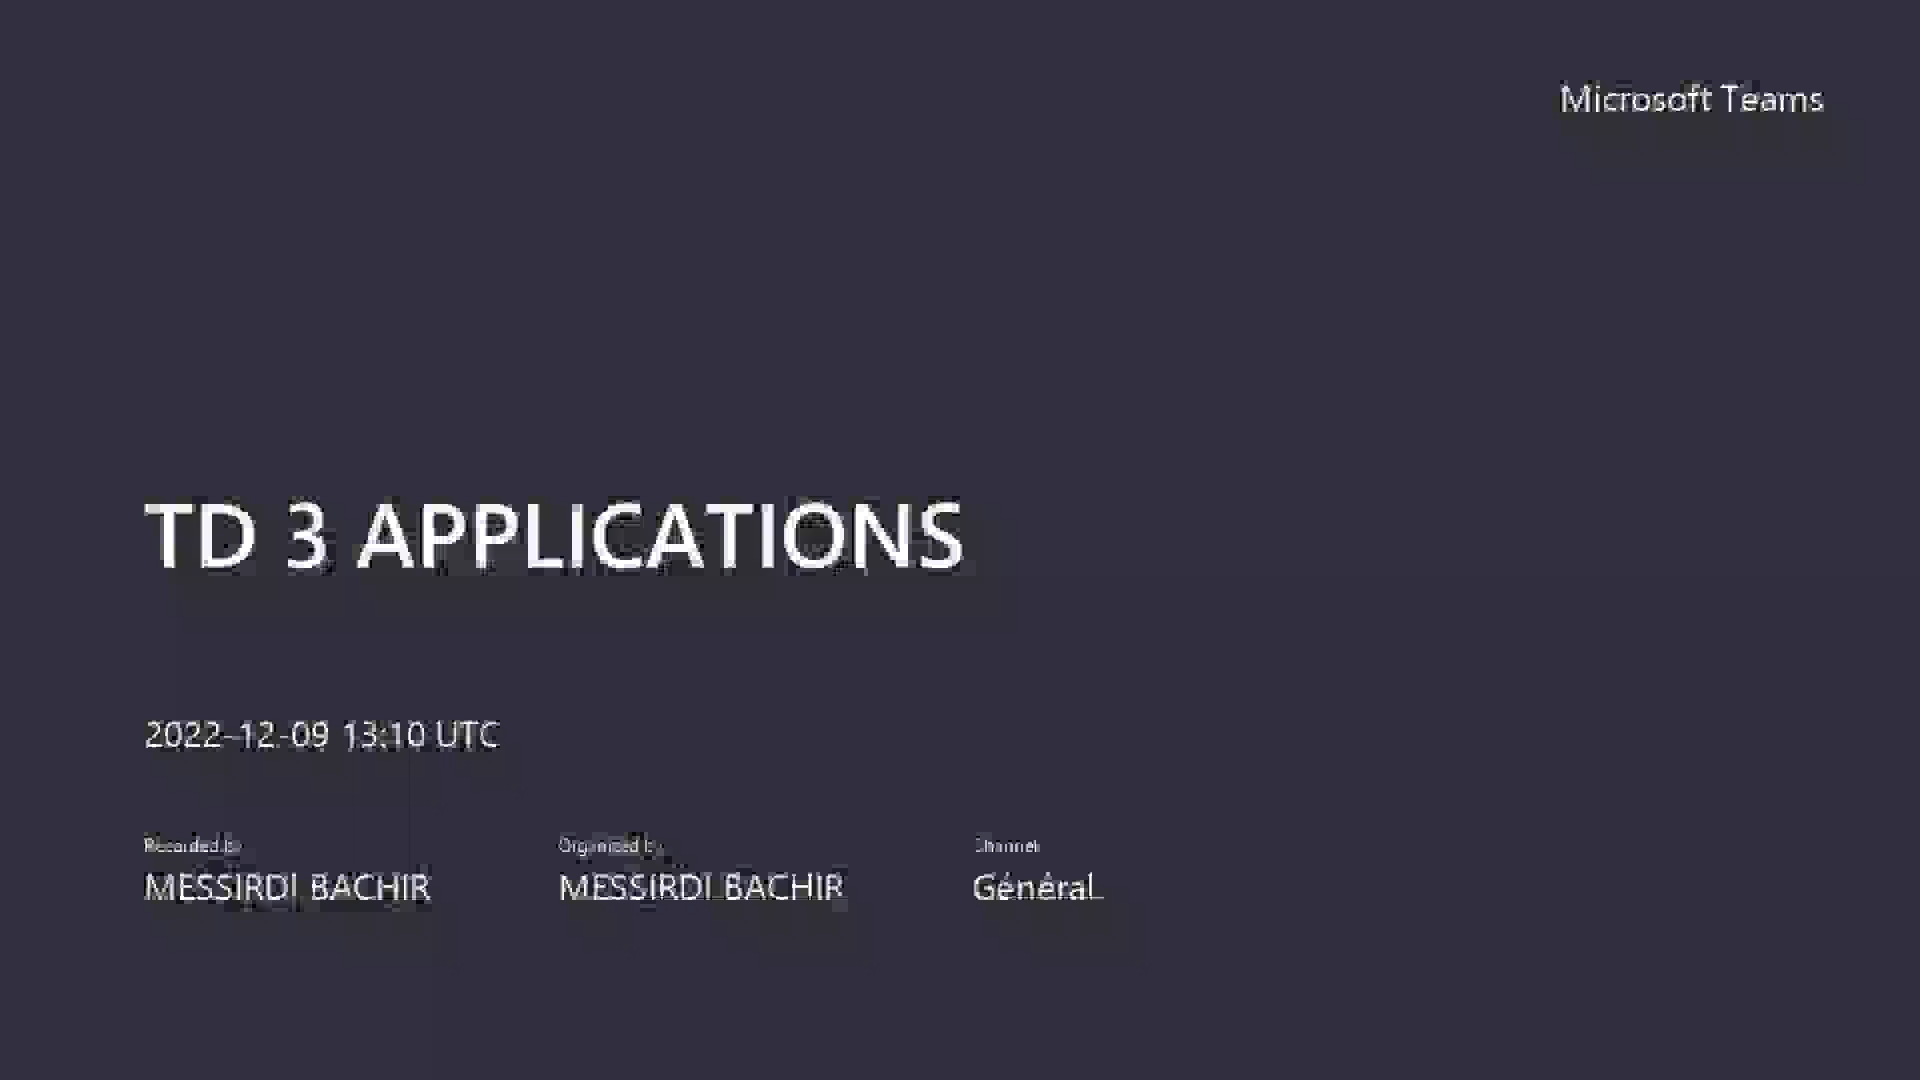 Microsoft Teams
TD 3 APPLICATIONS
2022-12-09 13:10 UTC
Recorded by
Organized by
Channel
MESSIRDI BACHIR
MESSIRDI BACHIR
Général